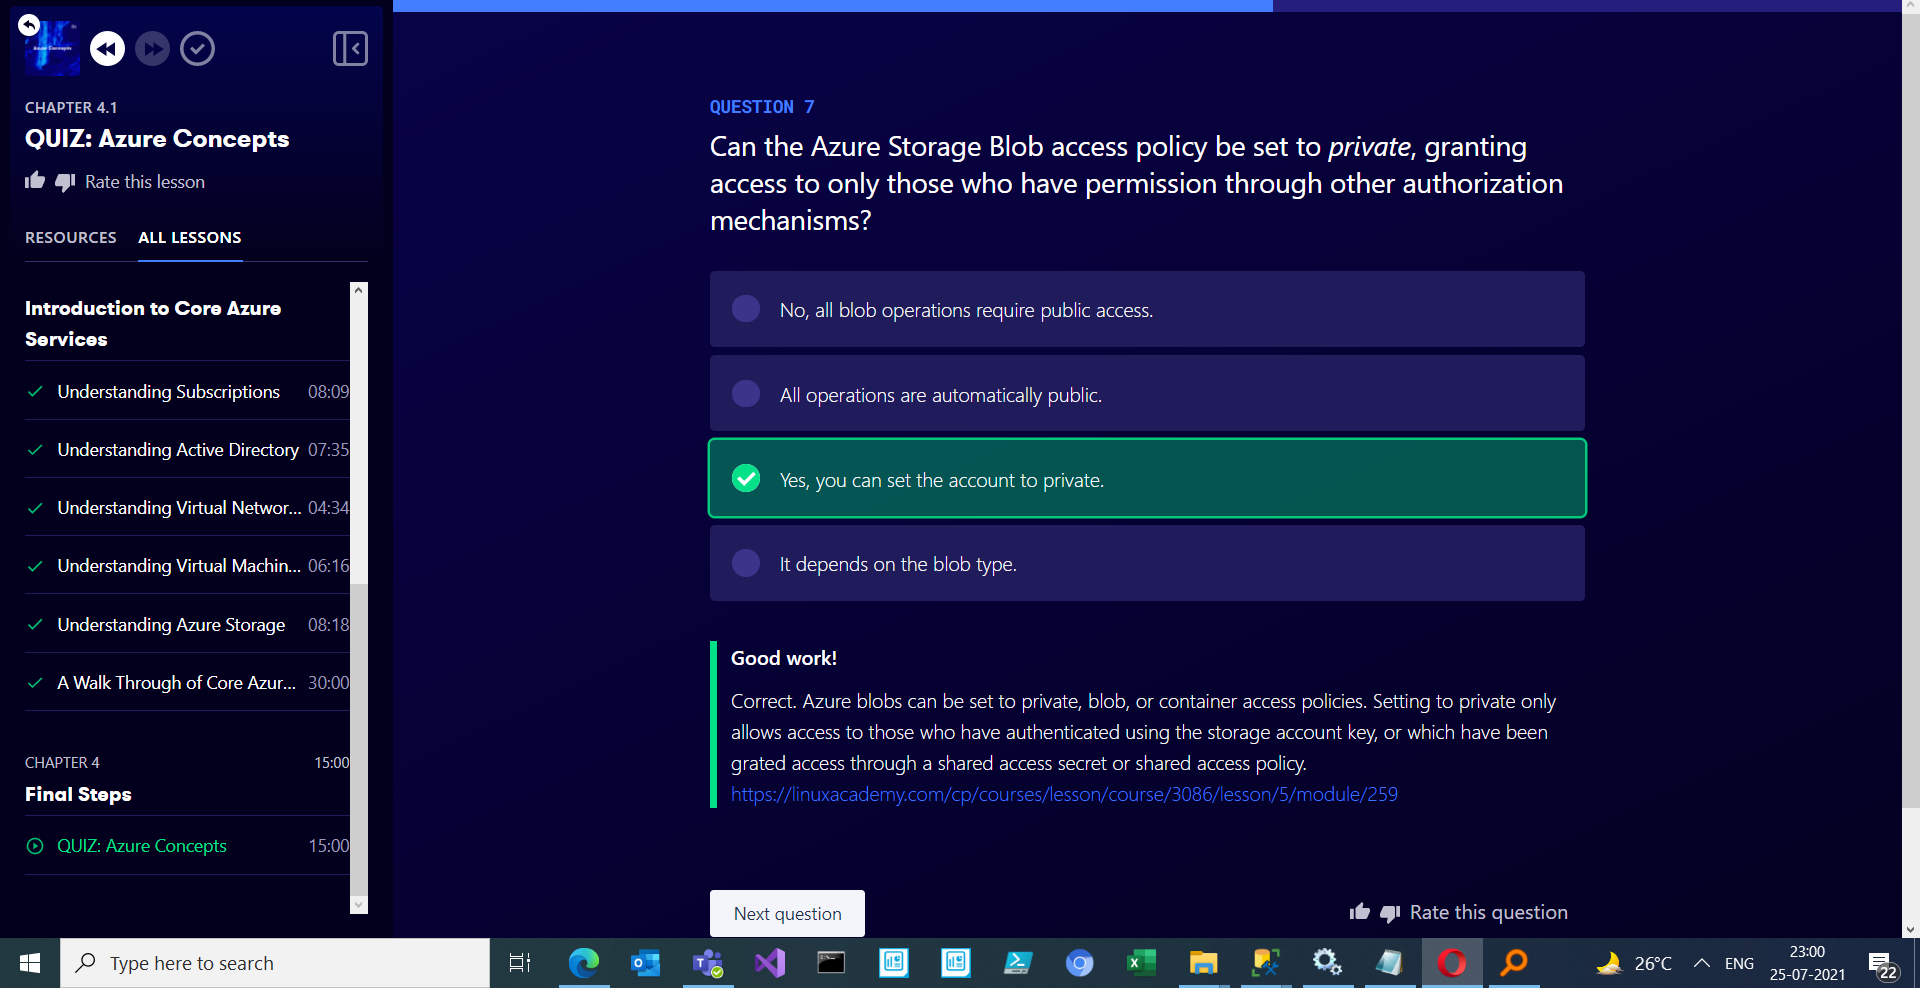 Azure Concepts
CHAPTER 4.1
QUIZ: Azure Concepts
Rate this lesson
RESOURCES ALL LESSONS
Introduction to Core Azure
Services
Understanding Subscriptions 08:09
Understanding Active Directory 07:35
Understanding Virtual Networ... 04:34
Understanding Virtual Machin... 06:16
Understanding Azure Storage 08:18
A Walk Through of Core Azur... 30:00
CHAPTER 4 15:00
Final Steps
QUIZ: Azure Concepts 15:00
QUESTION 7
Can the Azure Storage Blob access policy be set to private, granting
access to only those who have permission through other authorization
mechanisms?
No, all blob operations require public access.
All operations are automatically public.
Yes, you can set the account to private.
It depends on the blob type.
Good work!
Correct. Azure blobs can be set to private, blob, or container access policies. Setting to private only
allows access to those who have authenticated using the storage account key, or which have been
grated access through a shared access secret or shared access policy.
https://linuxacademy.com/cp/courses/lesson/course/3086/lesson/5/module/259
Next question
Rate this question
Type here to search
26°C
ENG
23:00
25-07-2021
22